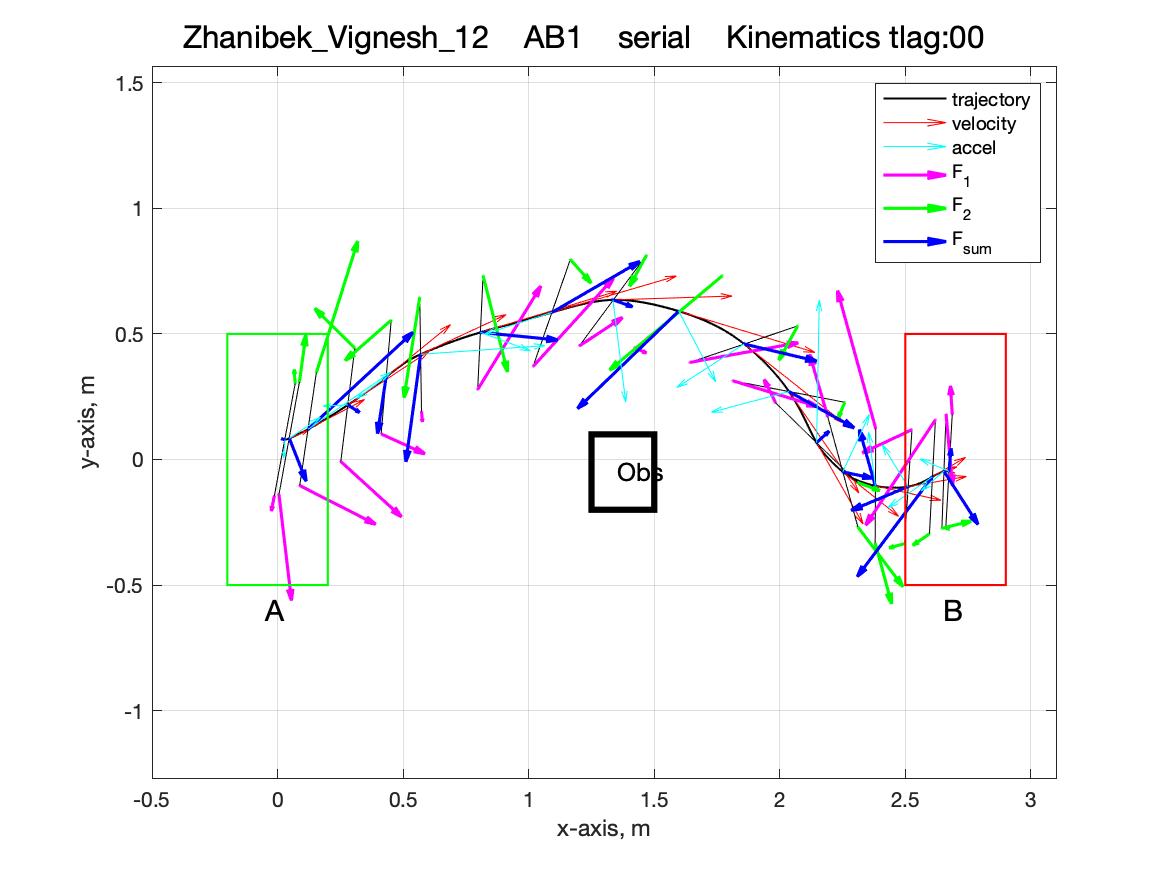 Zhanibek_Vignesh_12 AB1 serial Kinematics tlag:00
trajectory
velocity
accel
F1
F2
Fsum
1.5
1
0.5
0
-0.5
-1
y-axis, m
Obs
A
B
-0.5 0 0.5 1 1.5 2 2.5 3
x-axis, m